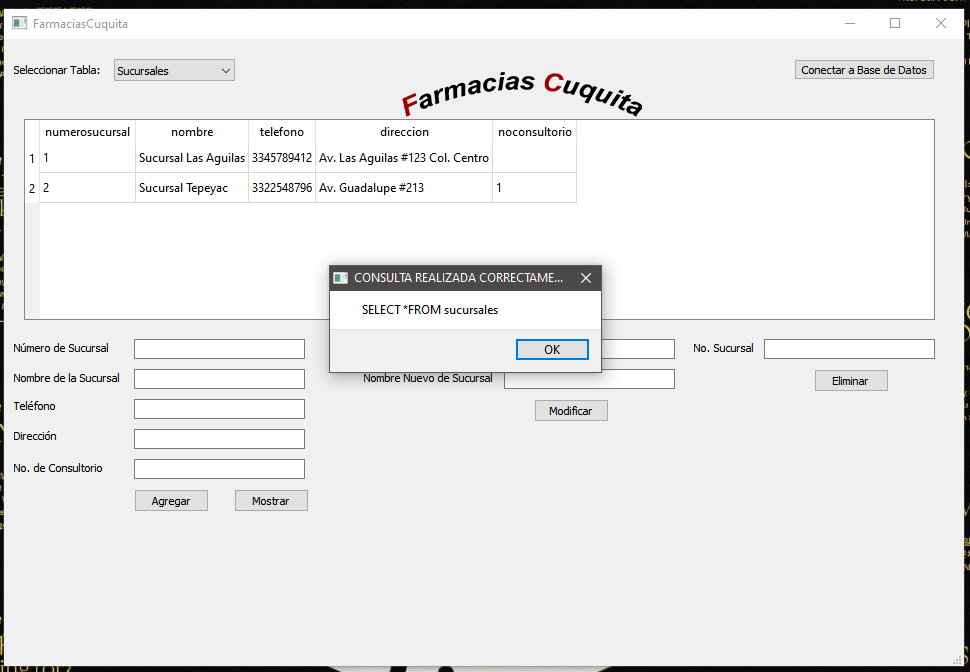 FarmaciasCuquita
Seleccionar Tabla: Sucursales Conectar a Base de Datos
Farmacias Cuquita
numerosucursal nombre telefono direccion noconsultorio
1 1 Sucursal Las Aguilas 3345789412 Av. Las Aguilas #123 Col. Centro
2 2 Sucursal Tepeyac 3322548796 Av. Guadalupe #213 1
CONSULTA REALIZADA CORRECTAME...
SELECT *FROM sucursales
OK
Número de Sucursal No. Sucursal
Nombre de la Sucursal Nombre Nuevo de Sucursal Eliminar
Teléfono Modificar
Dirección
No. de Consultorio
Agregar Mostrar